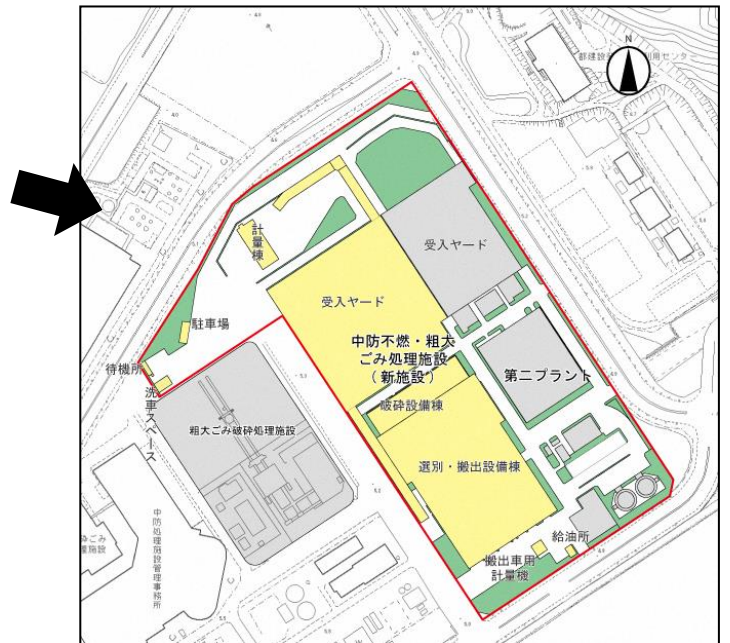 N
計量棟
受入ヤード
受入ヤード
駐車場
中防不燃・粗大
ごみ処理施設
(新施設)
第二プラント
待機所
洗車スペース
破砕設備棟
粗大ごみ破砕処理施設
選別・搬出設備棟
中防処理施設管理事務所
給油所
搬出車用
計量機